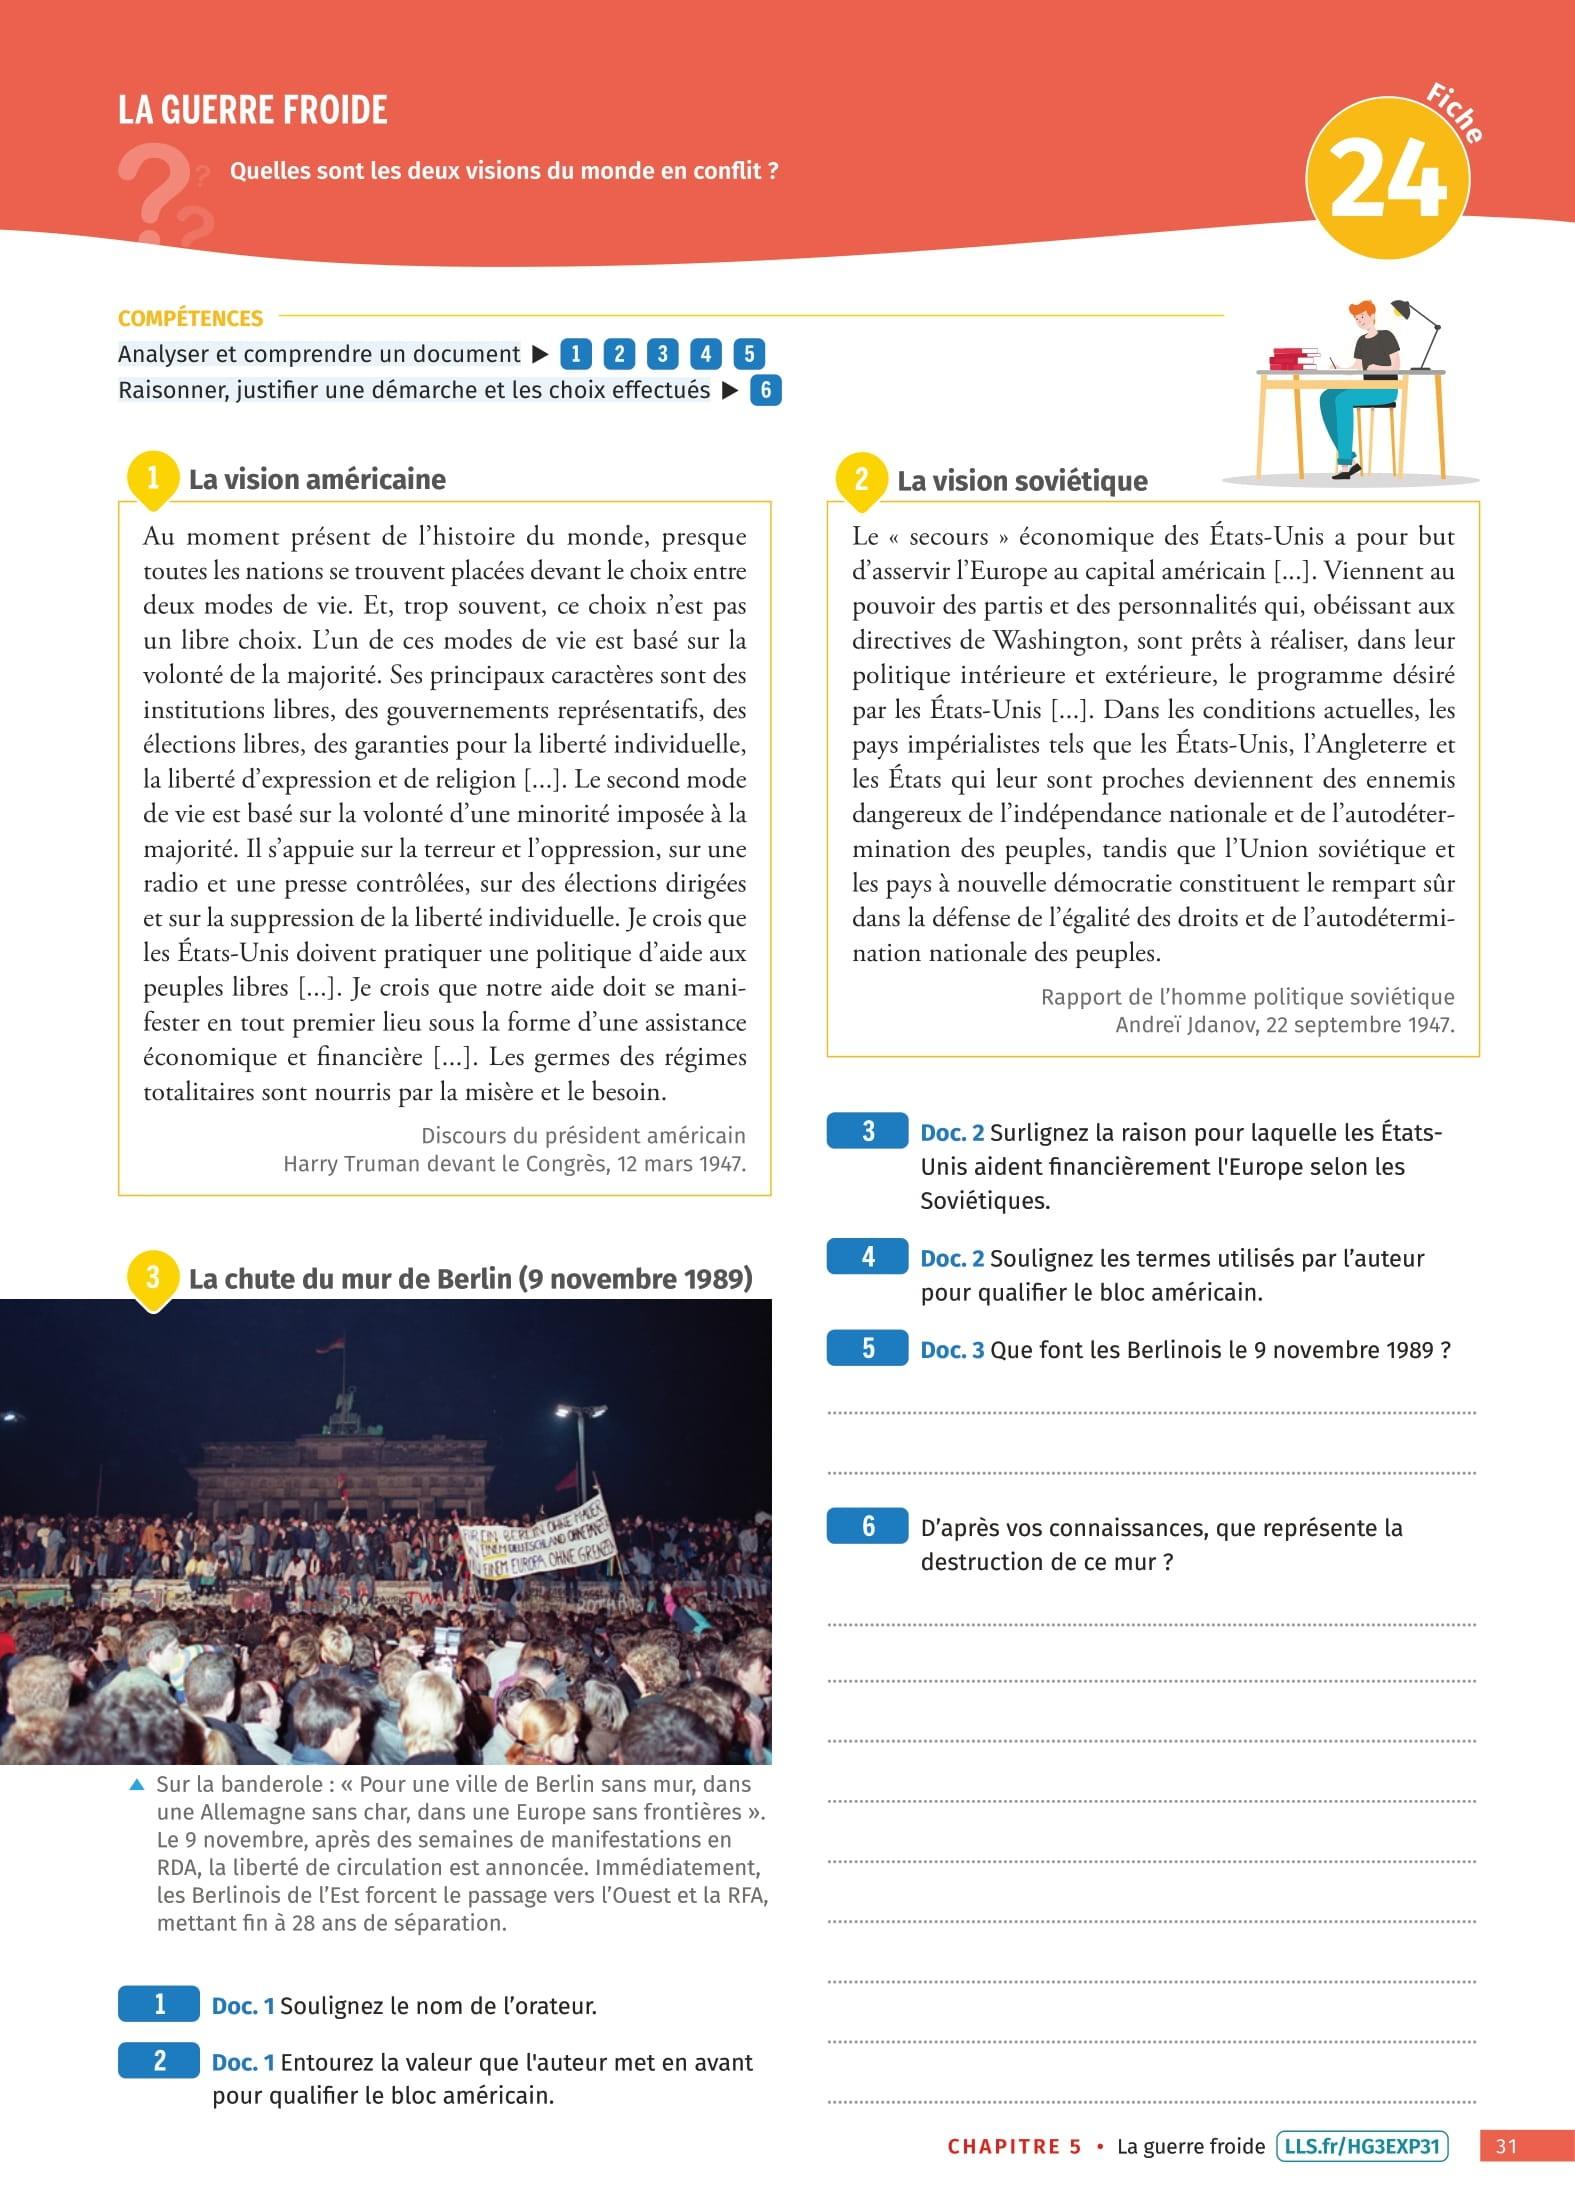 LA GUERRE FROIDE
Quelles sont les deux visions du monde en conflit ?
Fiche
24
COMPÉTENCES
Analyser et comprendre un document ▶ 1 2 3 4 5
Raisonner, justifier une démarche et les choix effectués ▶ 6
1 La vision américaine
Au moment présent de l’histoire du monde, presque
toutes les nations se trouvent placées devant le choix entre
deux modes de vie. Et, trop souvent, ce choix n’est pas
un libre choix. L’un de ces modes de vie est basé sur la
volonté de la majorité. Ses principaux caractères sont des
institutions libres, des gouvernements représentatifs, des
élections libres, des garanties pour la liberté individuelle,
la liberté d’expression et de religion [...]. Le second mode
de vie est basé sur la volonté d’une minorité imposée à la
majorité. Il s’appuie sur la terreur et l’oppression, sur une
radio et une presse contrôlées, sur des élections dirigées
et sur la suppression de la liberté individuelle. Je crois que
les États-Unis doivent pratiquer une politique d’aide aux
peuples libres [...]. Je crois que notre aide doit se mani-
fester en tout premier lieu sous la forme d’une assistance
économique et financière [...]. Les germes des régimes
totalitaires sont nourris par la misère et le besoin.
Discours du président américain
Harry Truman devant le Congrès, 12 mars 1947.
3 La chute du mur de Berlin (9 novembre 1989)
FÜR EIN BERLIN OHNE MAUER
IN EINEM DEUTSCHLAND OHNE PANZER
IN EINEM EUROPA OHNE GRENZEN
TWA
▲ Sur la banderole : « Pour une ville de Berlin sans mur, dans
une Allemagne sans char, dans une Europe sans frontières ».
Le 9 novembre, après des semaines de manifestations en
RDA, la liberté de circulation est annoncée. Immédiatement,
les Berlinois de l’Est forcent le passage vers l’Ouest et la RFA,
mettant fin à 28 ans de séparation.
1 Doc. 1 Soulignez le nom de l’orateur.
2 Doc. 1 Entourez la valeur que l'auteur met en avant
pour qualifier le bloc américain.
2 La vision soviétique
Le « secours » économique des États-Unis a pour but
d’asservir l’Europe au capital américain [...]. Viennent au
pouvoir des partis et des personnalités qui, obéissant aux
directives de Washington, sont prêts à réaliser, dans leur
politique intérieure et extérieure, le programme désiré
par les États-Unis [...]. Dans les conditions actuelles, les
pays impérialistes tels que les États-Unis, l’Angleterre et
les États qui leur sont proches deviennent des ennemis
dangereux de l’indépendance nationale et de l’autodéter-
mination des peuples, tandis que l’Union soviétique et
les pays à nouvelle démocratie constituent le rempart sûr
dans la défense de l’égalité des droits et de l’autodétermi-
nation nationale des peuples.
Rapport de l’homme politique soviétique
Andreï Jdanov, 22 septembre 1947.
3 Doc. 2 Surlignez la raison pour laquelle les États-
Unis aident financièrement l'Europe selon les
Soviétiques.
4 Doc. 2 Soulignez les termes utilisés par l’auteur
pour qualifier le bloc américain.
5 Doc. 3 Que font les Berlinois le 9 novembre 1989 ?
6 D’après vos connaissances, que représente la
destruction de ce mur ?
CHAPITRE 5 • La guerre froide LLS.fr/HG3EXP31 31